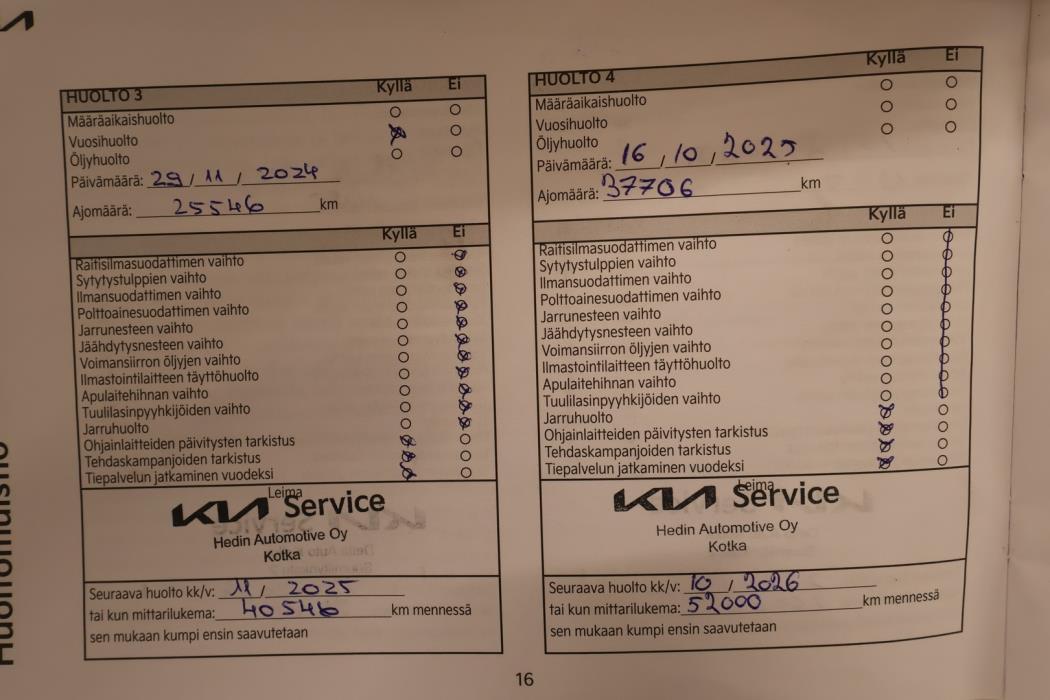 HUOLTO 3 Kyllä Ei
Määräaikaishuolto
Vuosihuolto
Öljyhuolto
Päivämäärä: 29 / 11 / 2024
Ajomäärä: 25546 km
Kyllä Ei
Raitisilmasuodattimen vaihto
Sytytystulppien vaihto
Ilmansuodattimen vaihto
Polttoainesuodattimen vaihto
Jarrunesteen vaihto
Jäähdytysnesteen vaihto
Voimansiirron öljyjen vaihto
Ilmastointilaitteen täyttöhuolto
Apulaitehihnan vaihto
Tuulilasinpyyhkijöiden vaihto
Jarruhuolto
Ohjainlaitteiden päivitysten tarkistus
Tehdaskampanjoiden tarkistus
Tiepalvelun jatkaminen vuodeksi
Leima
KIA Service
Hedin Automotive Oy
Kotka
Seuraava huolto kk/v: 11 / 2025
tai kun mittarilukema: 40546 km mennessä
sen mukaan kumpi ensin saavutetaan
HUOLTO 4 Kyllä Ei
Määräaikaishuolto
Vuosihuolto
Öljyhuolto
Päivämäärä: 16 / 10 / 2025
Ajomäärä: 37706 km
Kyllä Ei
Raitisilmasuodattimen vaihto
Sytytystulppien vaihto
Ilmansuodattimen vaihto
Polttoainesuodattimen vaihto
Jarrunesteen vaihto
Jäähdytysnesteen vaihto
Voimansiirron öljyjen vaihto
Ilmastointilaitteen täyttöhuolto
Apulaitehihnan vaihto
Tuulilasinpyyhkijöiden vaihto
Jarruhuolto
Ohjainlaitteiden päivitysten tarkistus
Tehdaskampanjoiden tarkistus
Tiepalvelun jatkaminen vuodeksi
Leima
KIA Service
Hedin Automotive Oy
Kotka
Seuraava huolto kk/v: 10 / 2026
tai kun mittarilukema: 52000 km mennessä
sen mukaan kumpi ensin saavutetaan
16